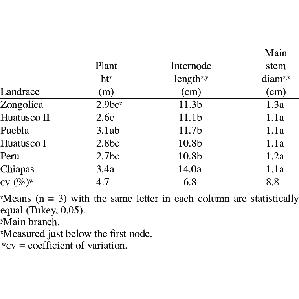 Main
Plant Internode stem
ht^z length^z,y diam^z,x
Landrace (m) (cm) (cm)
Zongolica 2.9bc^z 11.3b 1.3a
Huatusco II 2.6c 11.1b 1.1a
Puebla 3.1ab 11.7b 1.1a
Huatusco I 2.8bc 10.8b 1.1a
Peru 2.7bc 10.8b 1.2a
Chiapas 3.4a 14.0a 1.1a
cv (%)^w 4.7 6.8 8.8
^zMeans (n = 3) with the same letter in each column are statistically
equal (Tukey, 0.05).
^yMain branch.
^xMeasured just below the first node.
^wcv = coefficient of variation.